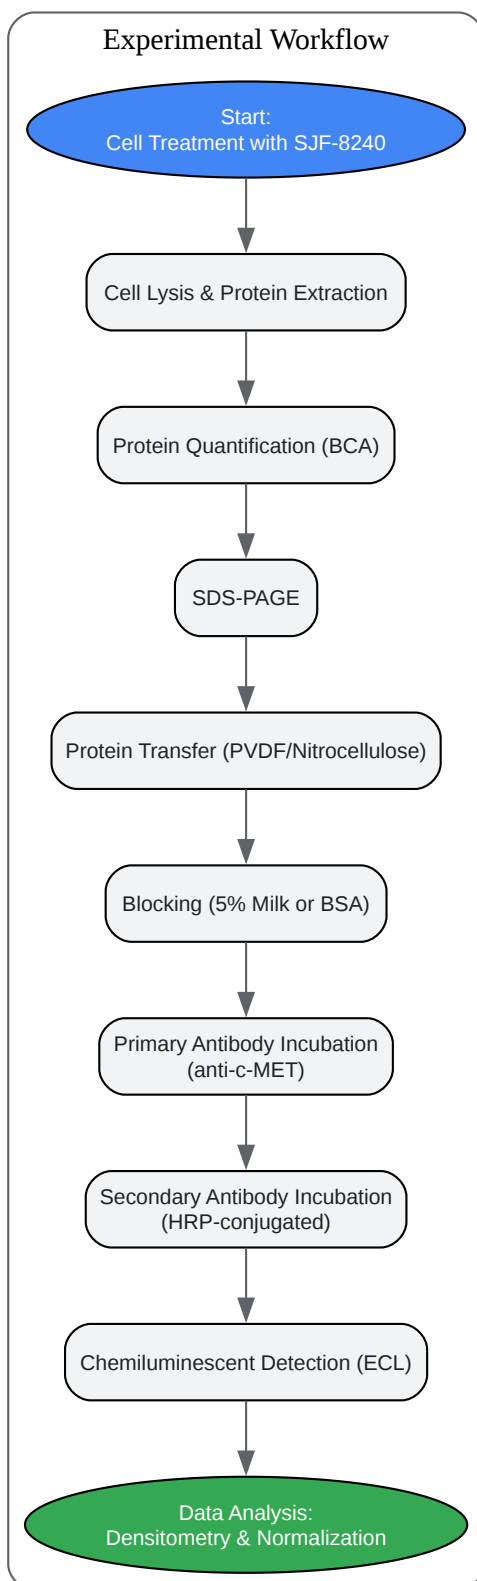 Experimental Workflow
Start:
Cell Treatment with SJF-8240
Cell Lysis & Protein Extraction
Protein Quantification (BCA)
SDS-PAGE
Protein Transfer (PVDF/Nitrocellulose)
Blocking (5% Milk or BSA)
Primary Antibody Incubation
(anti-c-MET)
Secondary Antibody Incubation
(HRP-conjugated)
Chemiluminescent Detection (ECL)
Data Analysis:
Densitometry & Normalization